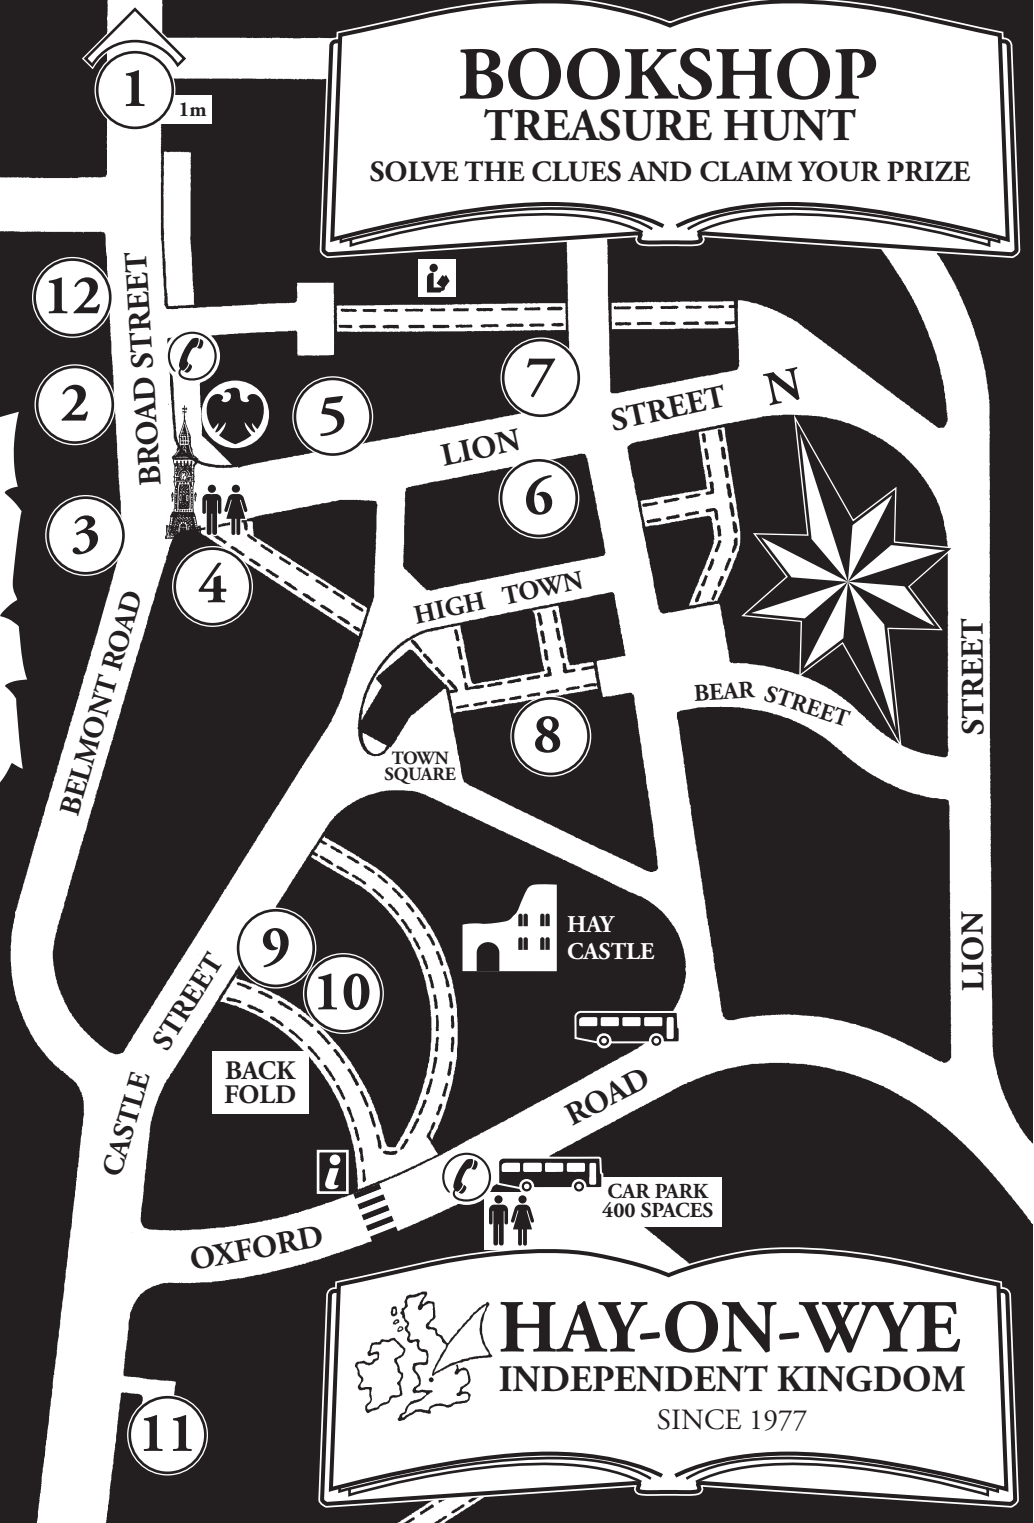 BOOKSHOP
TREASURE HUNT
SOLVE THE CLUES AND CLAIM YOUR PRIZE
1
1m
12
BROAD STREET
2
5
7
LION STREET
N
3
4
6
HIGH TOWN
BELMONT ROAD
8
BEAR STREET
TOWN
SQUARE
LION STREET
HAY
CASTLE
9
10
CASTLE STREET
BACK
FOLD
i
OXFORD ROAD
CAR PARK
400 SPACES
11
HAY-ON-WYE
INDEPENDENT KINGDOM
SINCE 1977